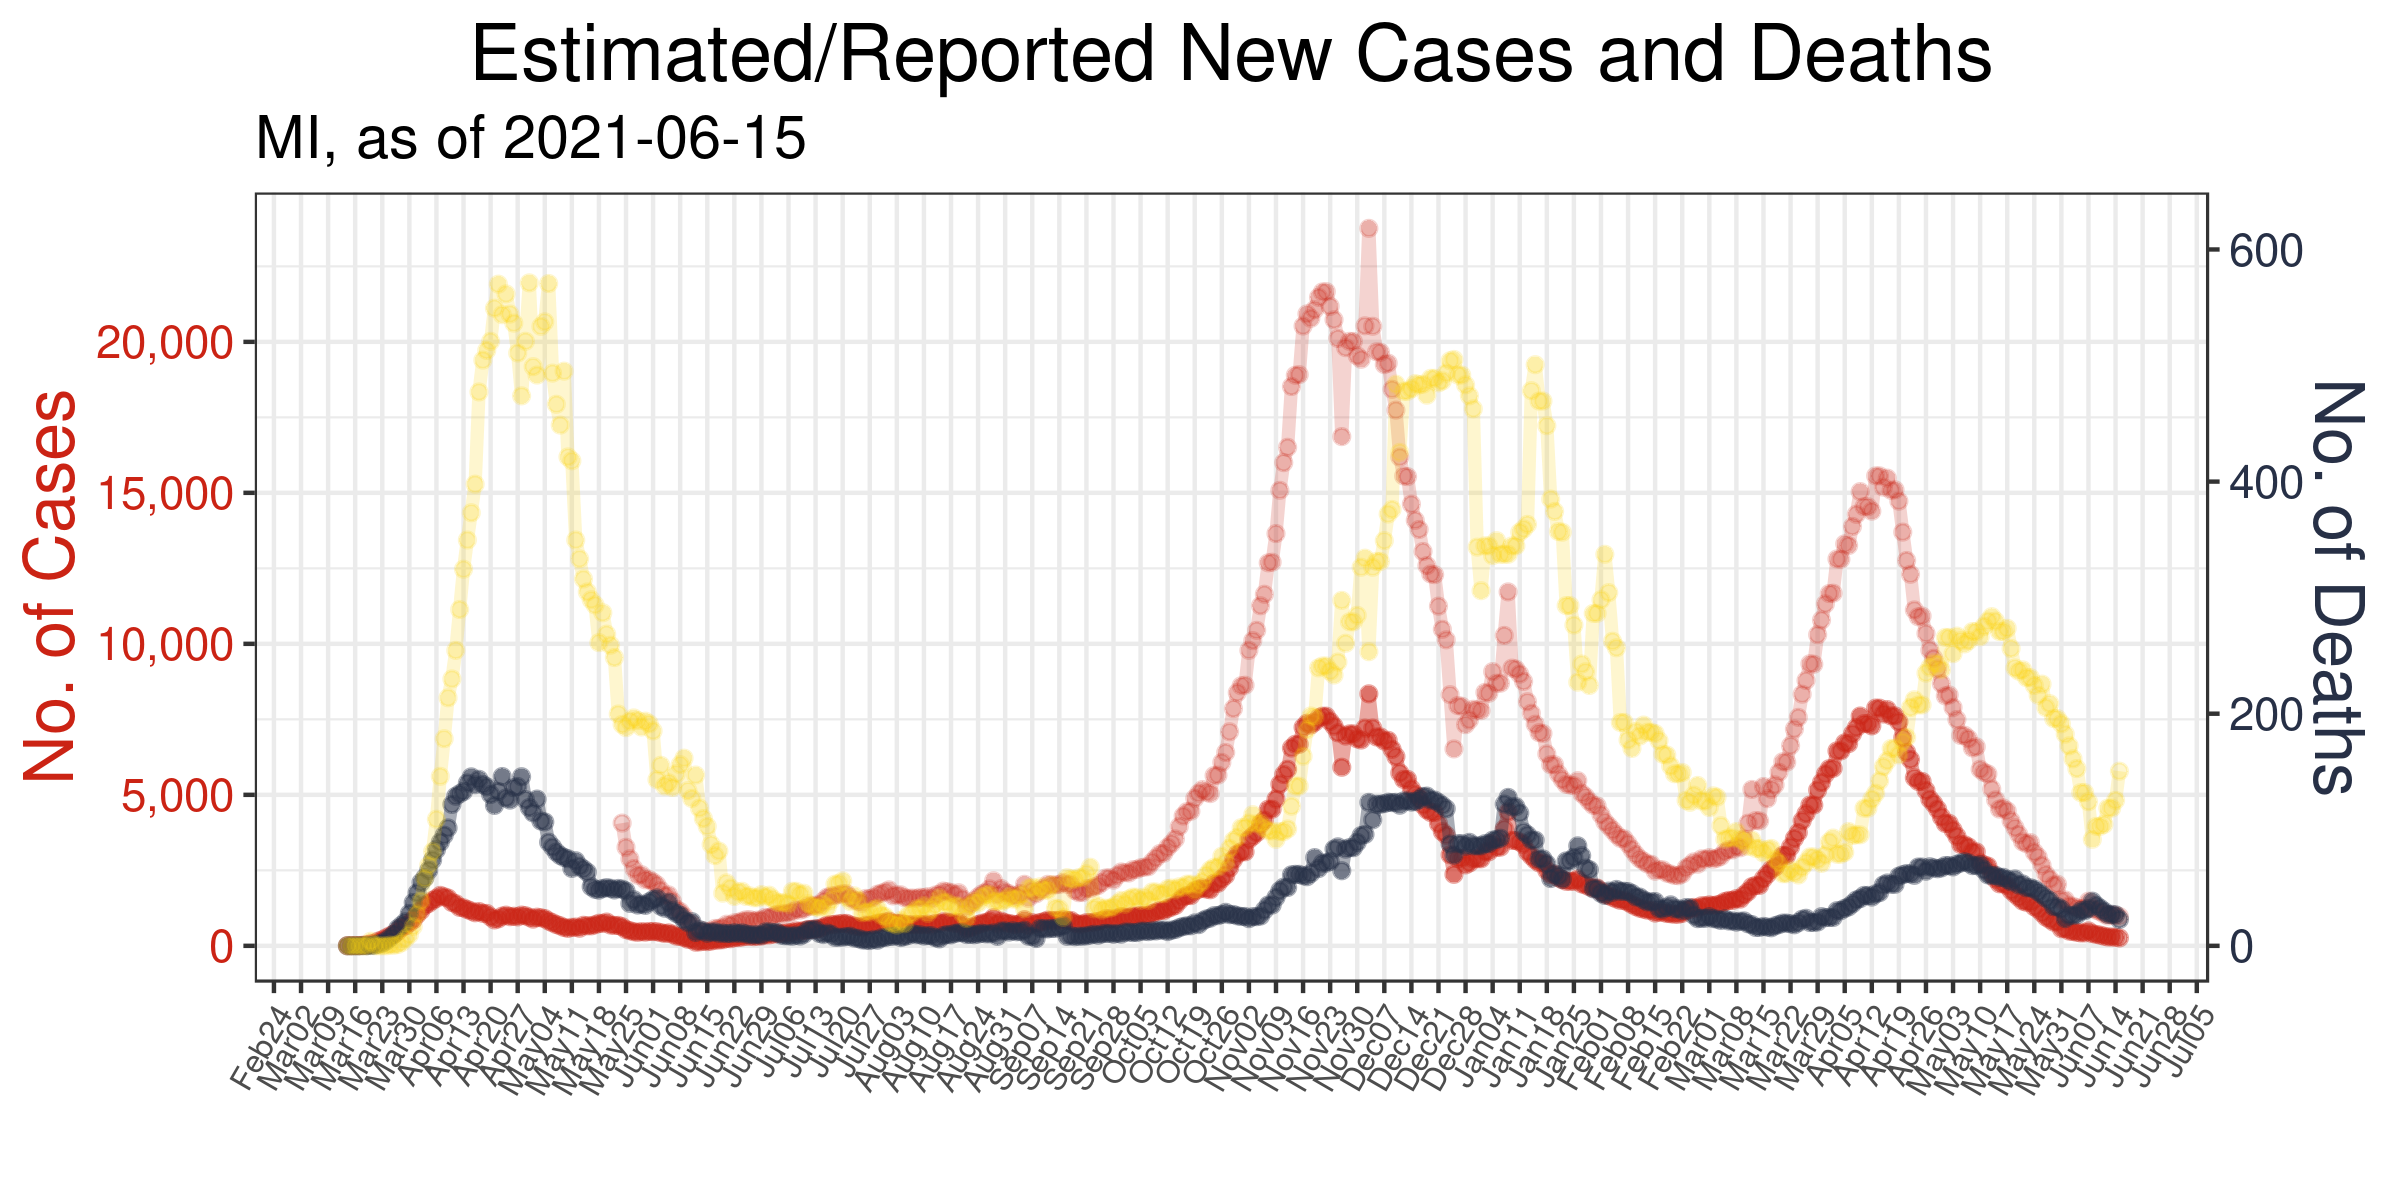 Estimated/Reported New Cases and Deaths
MI, as of 2021-06-15
No. of Cases
20,000
15,000
10,000
5,000
0
600
400
200
0
No. of Deaths
Feb24
Mar02
Mar09
Mar16
Mar23
Mar30
Apr06
Apr13
Apr20
Apr27
May04
May11
May18
May25
Jun01
Jun08
Jun15
Jun22
Jun29
Jul06
Jul13
Jul20
Jul27
Aug03
Aug10
Aug17
Aug24
Aug31
Sep07
Sep14
Sep21
Sep28
Oct05
Oct12
Oct19
Oct26
Nov02
Nov09
Nov16
Nov23
Nov30
Dec07
Dec14
Dec21
Dec28
Jan04
Jan11
Jan18
Jan25
Feb01
Feb08
Feb15
Feb22
Mar01
Mar08
Mar15
Mar22
Mar29
Apr05
Apr12
Apr19
Apr26
May03
May10
May17
May24
May31
Jun07
Jun14
Jun21
Jun28
Jul05